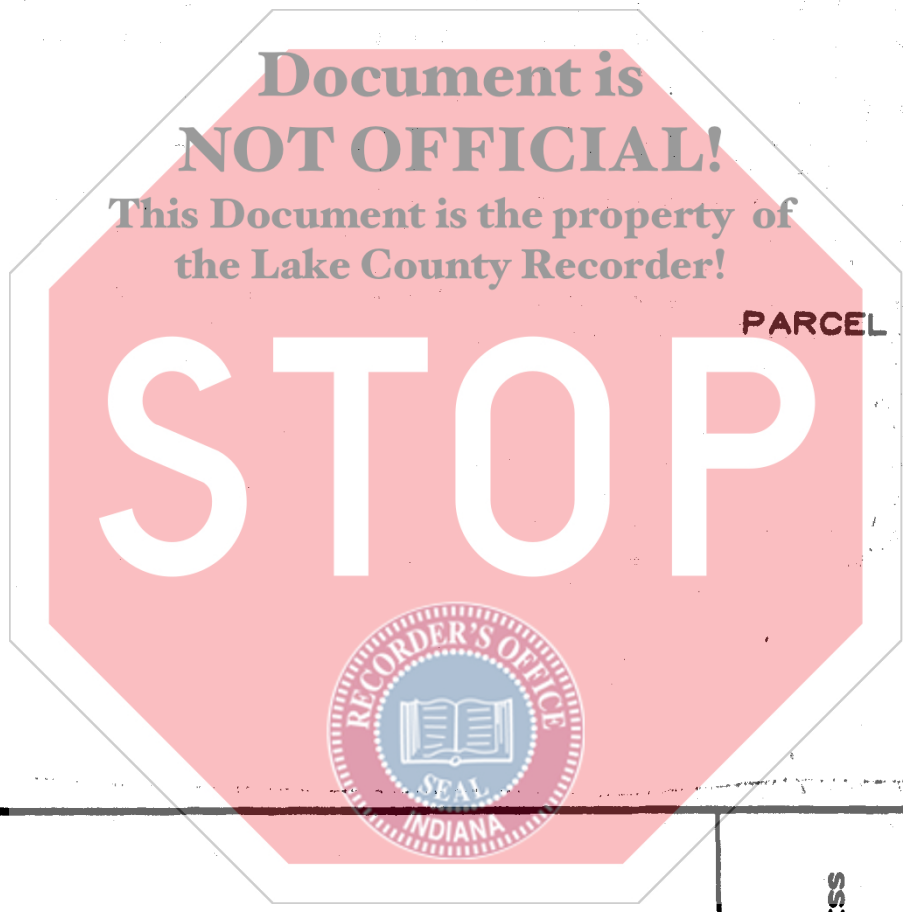 Document is
NOT OFFICIAL!
This Document is the property of
the Lake County Recorder!
PARCEL
STOP
RECORDER'S OFFICE
SEAL
INDIANA
SS